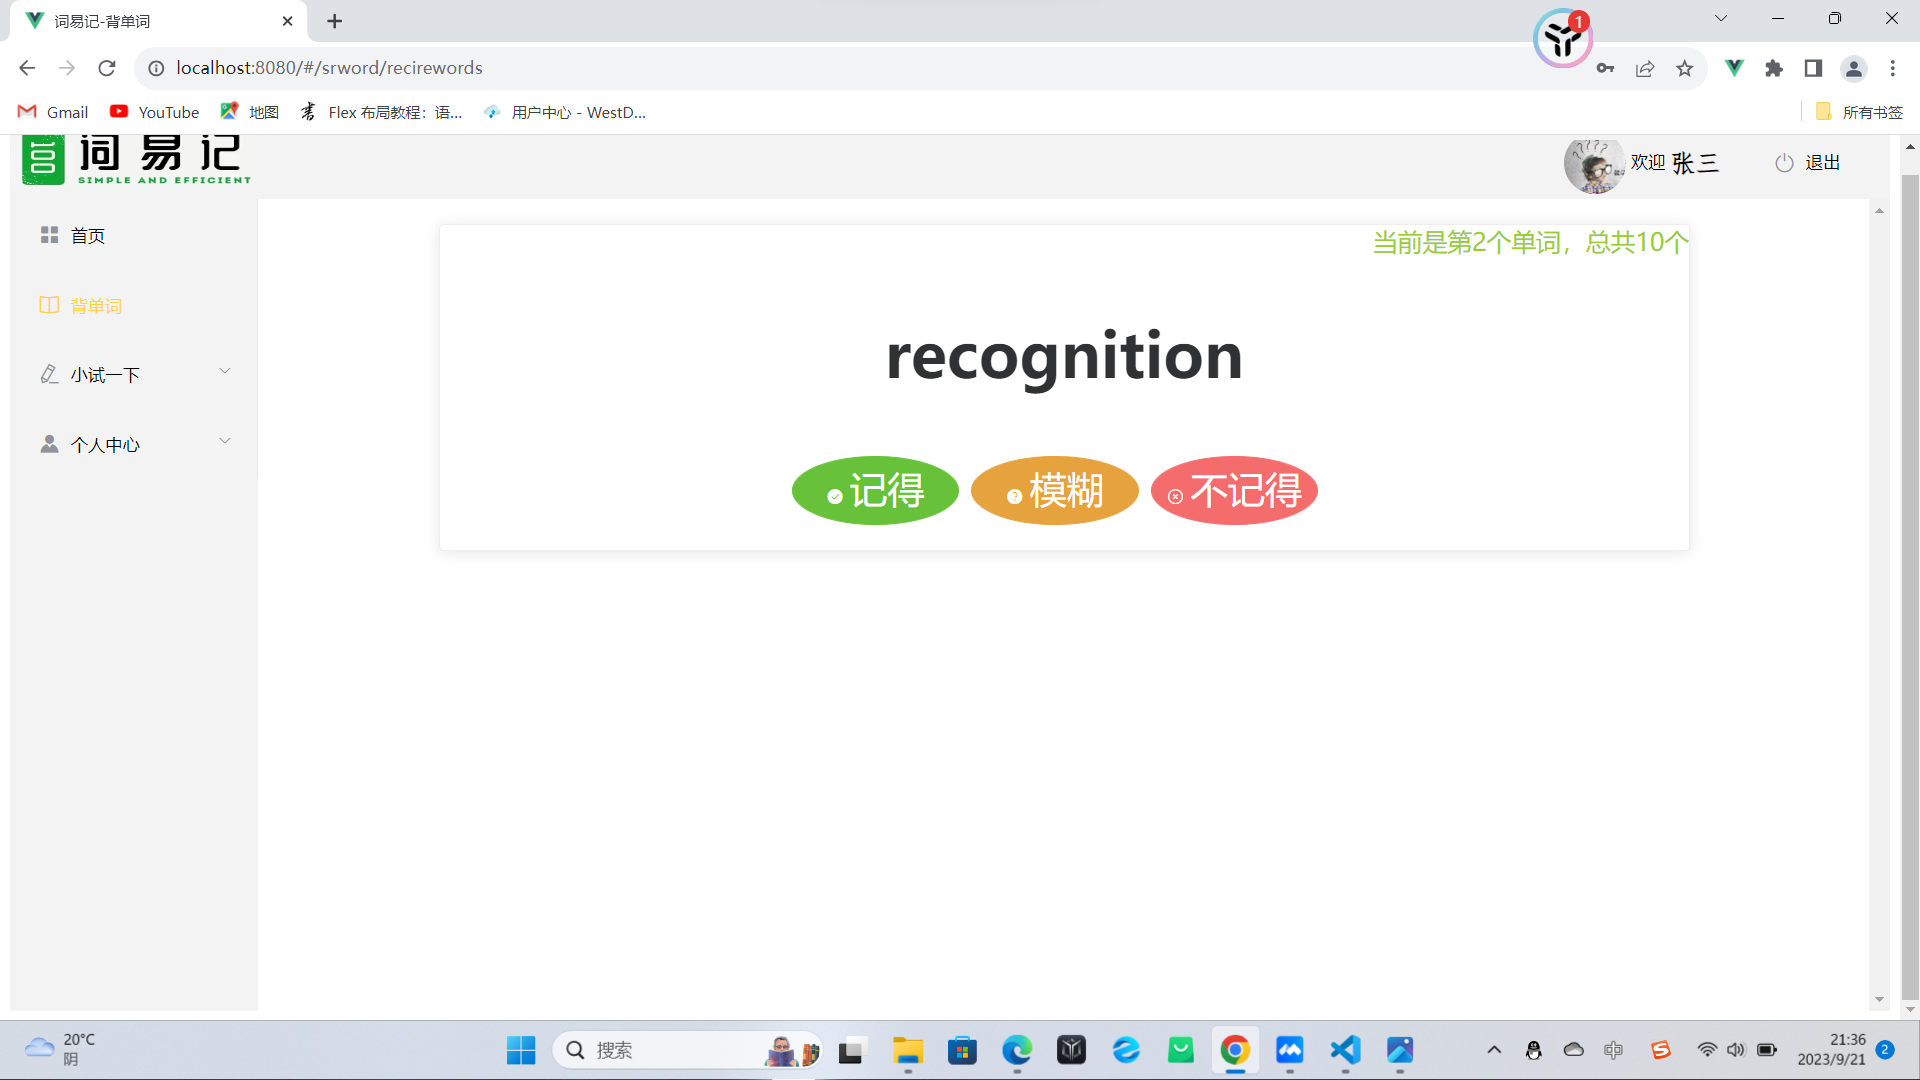 词易记-背单词
1
localhost:8080/#/srword/recirewords
Gmail
YouTube
地图
Flex 布局教程：语...
用户中心 - WestD...
所有书签
词易记
SIMPLE AND EFFICIENT
欢迎 张三
退出
首页
背单词
小试一下
个人中心
当前是第2个单词，总共10个
recognition
记得
模糊
不记得
20°C
阴
搜索
中
21:36
2023/9/21
2